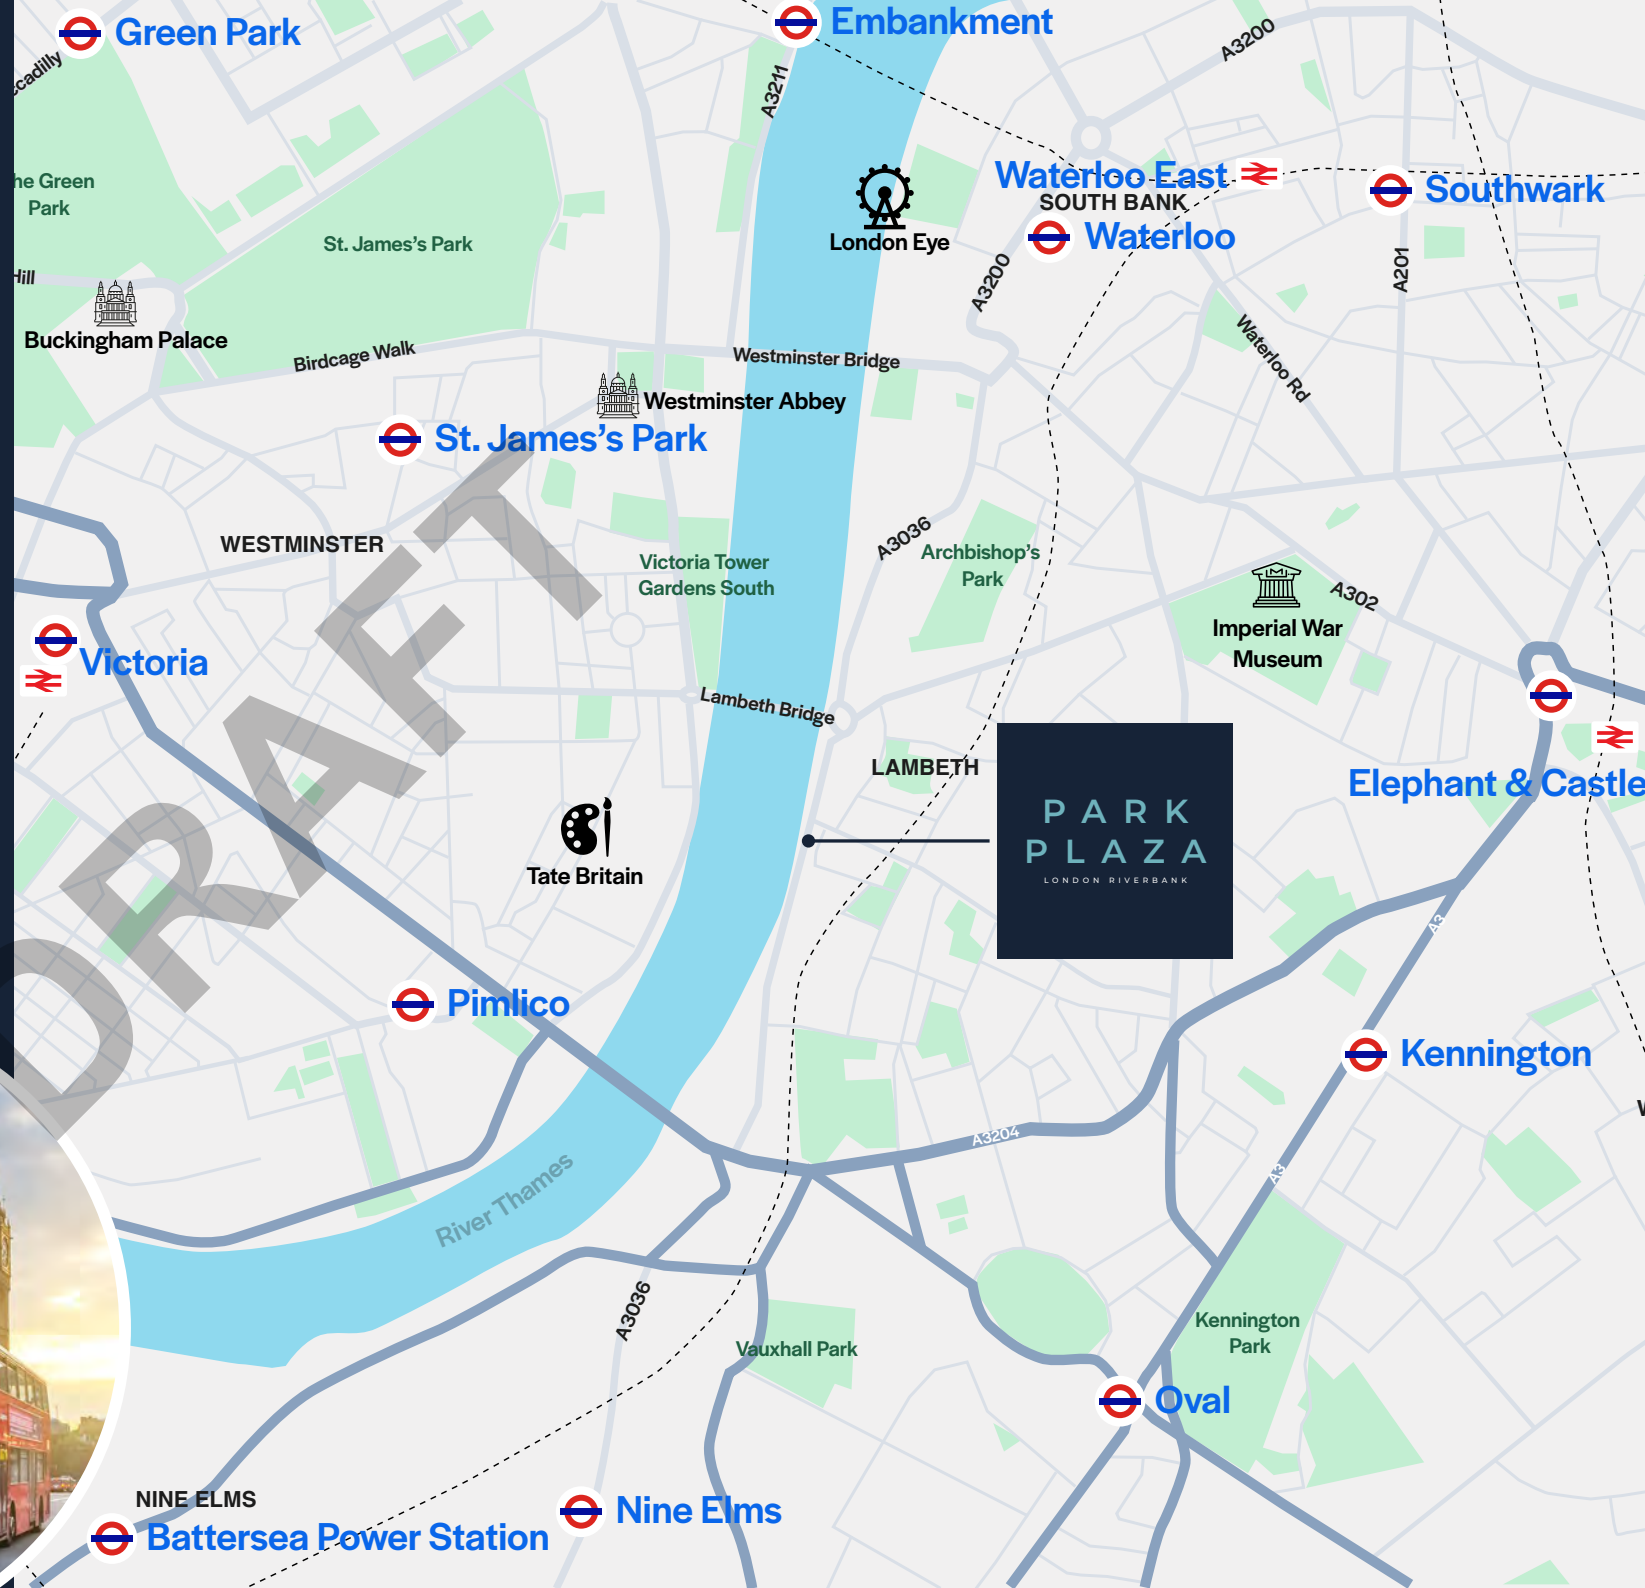 Green Park
Embankment
A3200
ccadilly
A3211
he Green
Park
St. James's Park
London Eye
Waterloo East
SOUTH BANK
Waterloo
Southwark
A3200
A201
Hill
Buckingham Palace
Birdcage Walk
Westminster Bridge
Waterloo Rd
Westminster Abbey
St. James's Park
WESTMINSTER
A3036
Archbishop's
Park
Victoria Tower
Gardens South
A302
Imperial War
Museum
Victoria
Lambeth Bridge
LAMBETH
Elephant & Castle
PARK
PLAZA
LONDON RIVERBANK
Tate Britain
DRAFT
A3
Pimlico
Kennington
A3204
A3
River Thames
A3036
Vauxhall Park
Kennington
Park
Oval
NINE ELMS
Battersea Power Station
Nine Elms